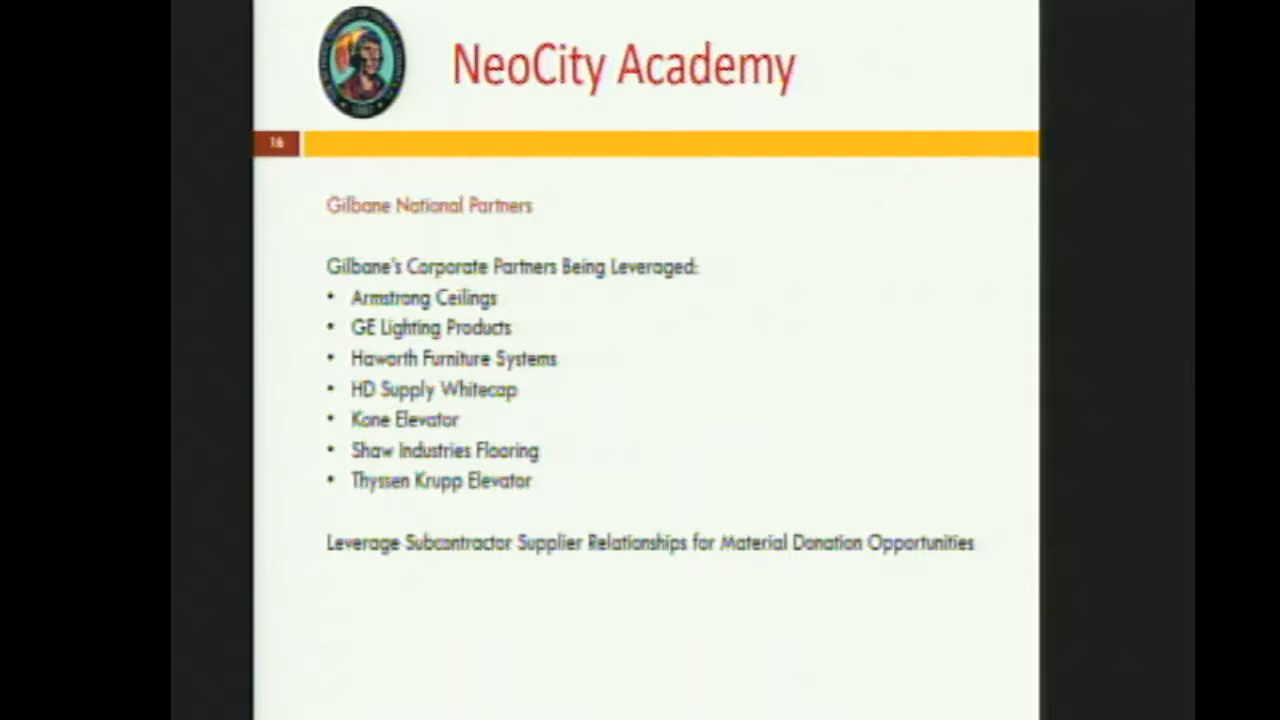 NeoCity Academy
16
Gilbane National Partners
Gilbane's Corporate Partners Being Leveraged:
• Armstrong Ceilings
• GE Lighting Products
• Haworth Furniture Systems
• HD Supply Whitecap
• Kone Elevator
• Shaw Industries Flooring
• Thyssen Krupp Elevator
Leverage Subcontractor Supplier Relationships for Material Donation Opportunities